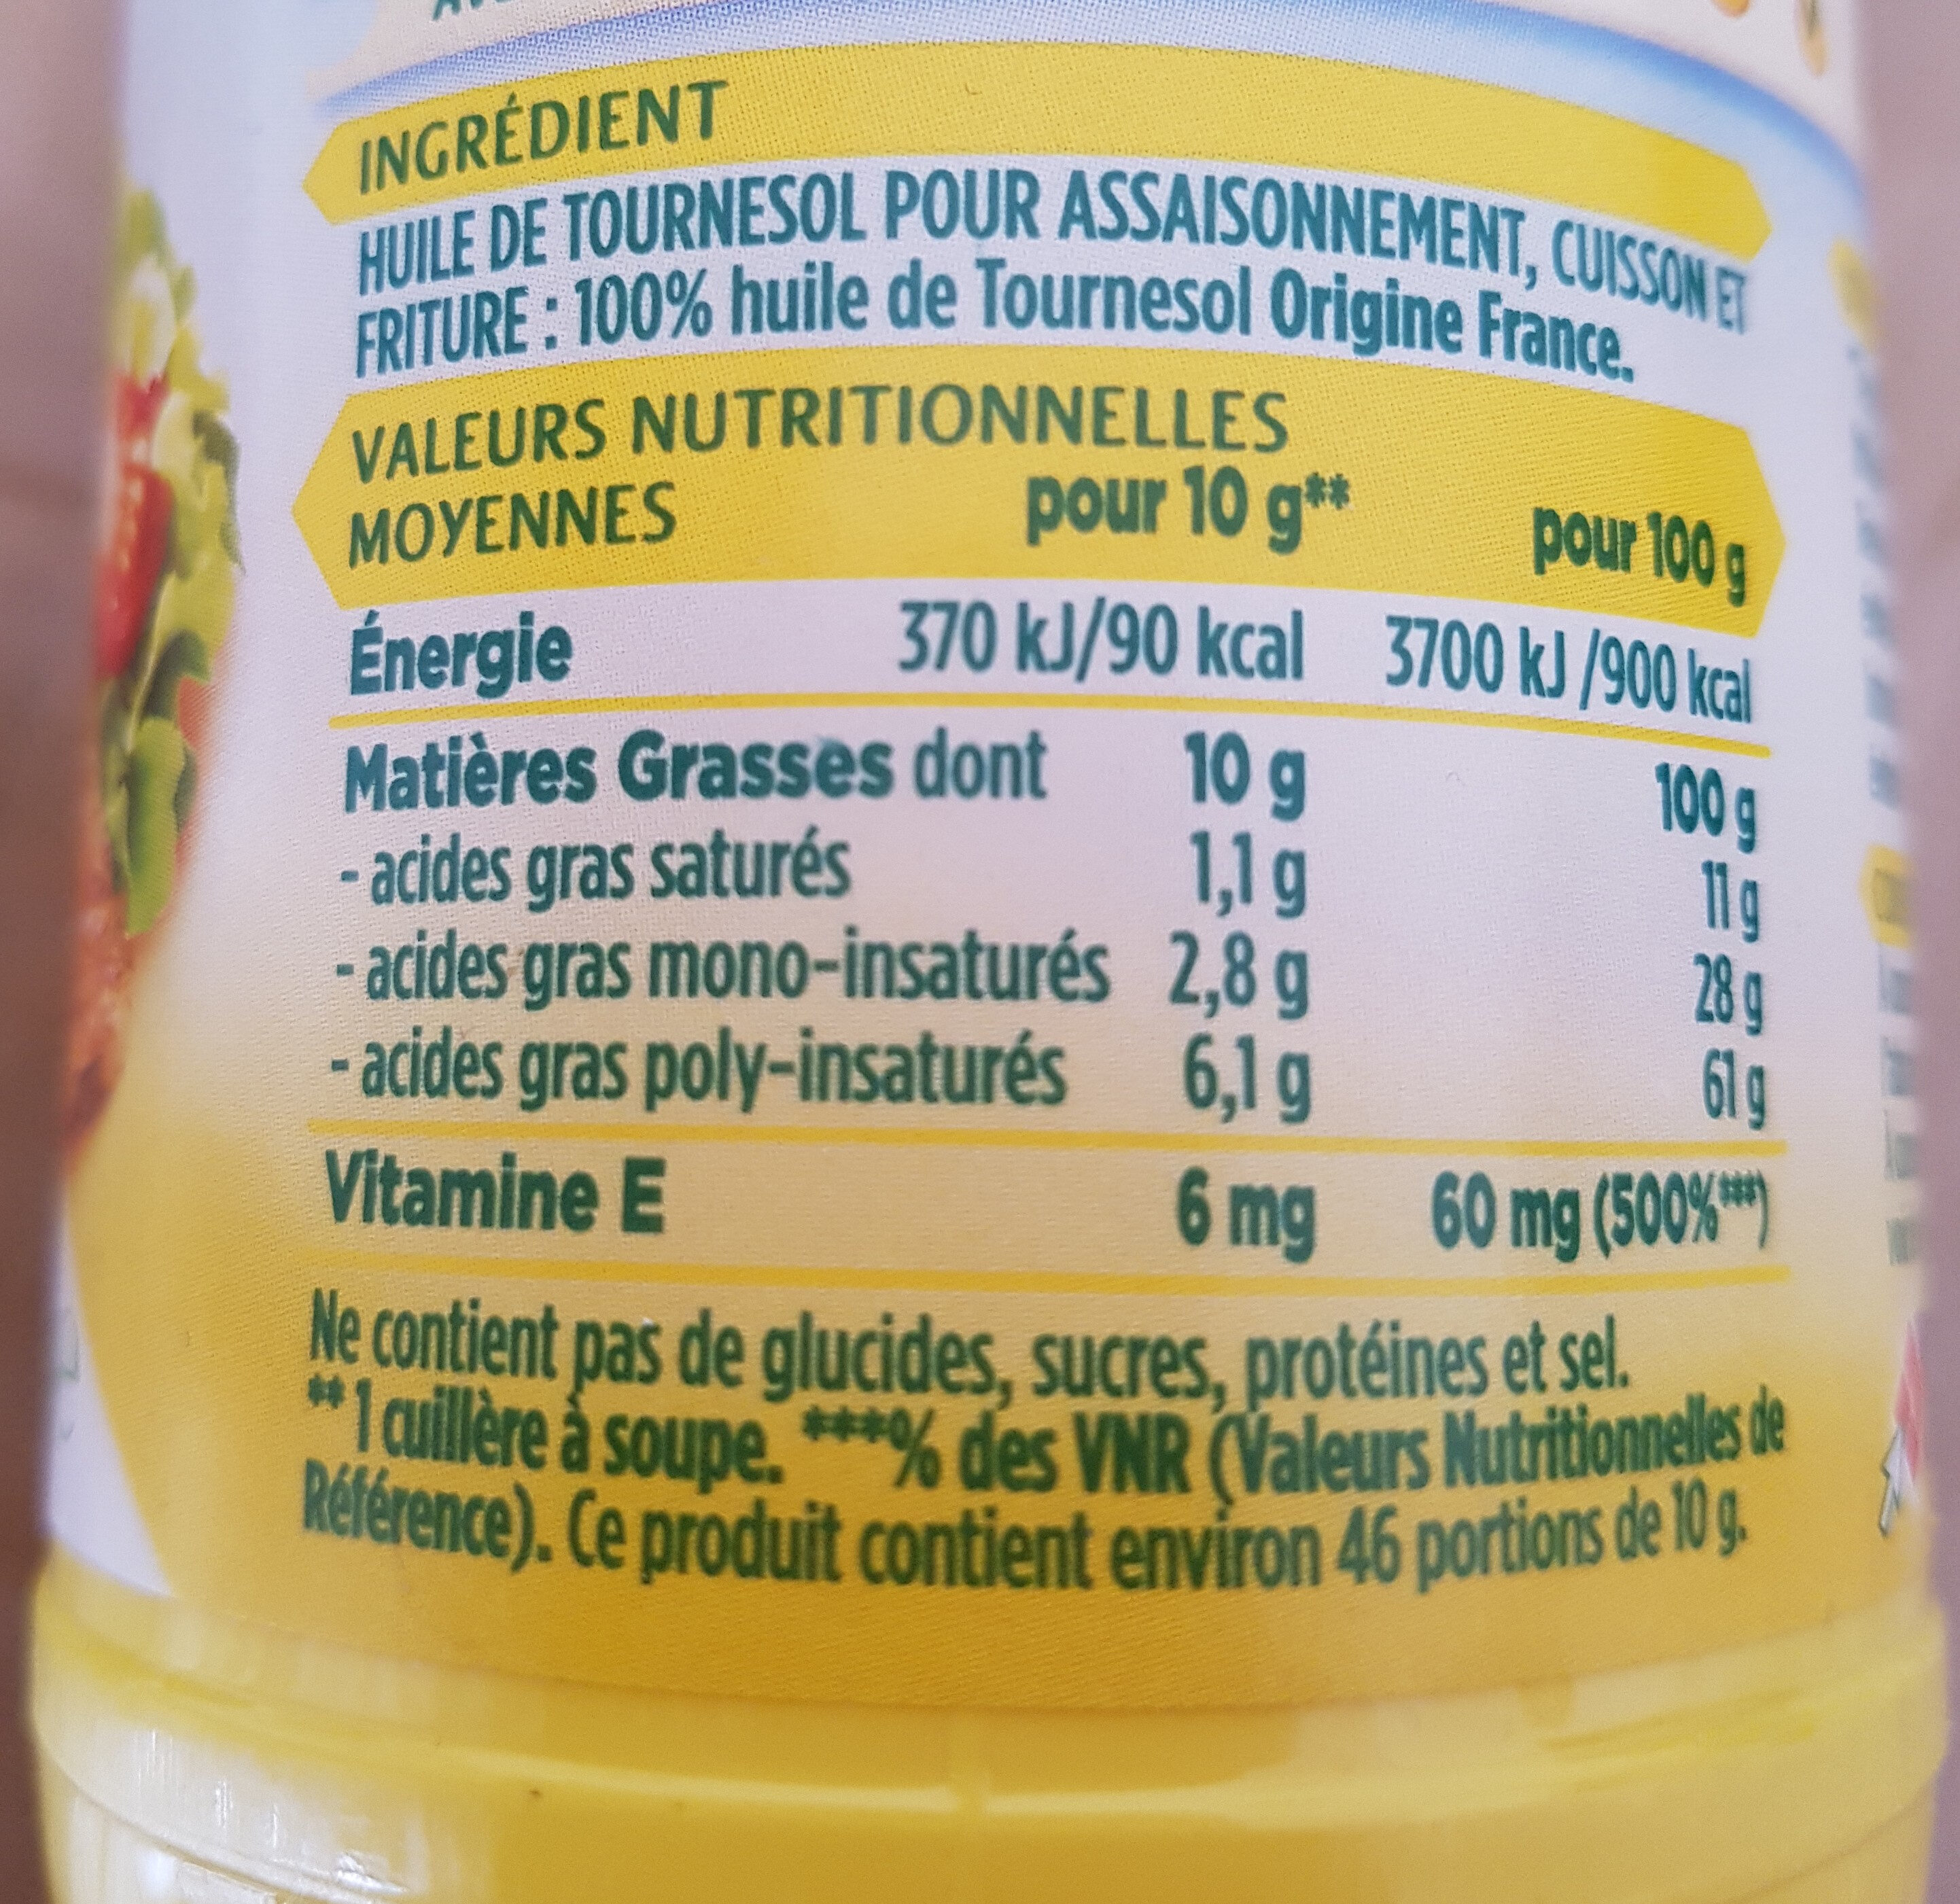 INGRÉDIENT
HUILE DE TOURNESOL POUR ASSAISONNEMENT, CUISSON ET
FRITURE : 100% huile de Tournesol Origine France.
VALEURS NUTRITIONNELLES
MOYENNES pour 10 g** pour 100 g
Énergie 370 kJ/90 kcal 3700 kJ /900 kcal
Matières Grasses dont 10 g 100 g
- acides gras saturés 1,1 g 11 g
- acides gras mono-insaturés 2,8 g 28 g
- acides gras poly-insaturés 6,1 g 61 g
Vitamine E 6 mg 60 mg (500%***)
Ne contient pas de glucides, sucres, protéines et sel.
**1 cuillère à soupe. ***% des VNR (Valeurs Nutritionnelles de
Référence). Ce produit contient environ 46 portions de 10 g.